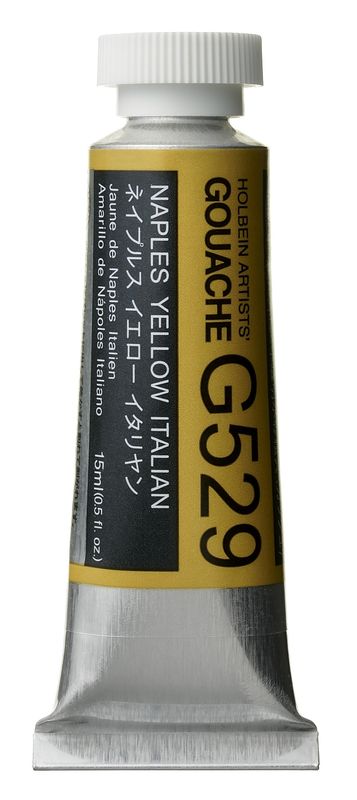 HOLBEIN ARTISTS'
GOUACHE G529
NAPLES YELLOW ITALIAN
ネイプルス イエロー イタリヤン
Jaune de Naples Italien
Amarillo de Nápoles Italiano
15ml(0.5 fl. oz.)